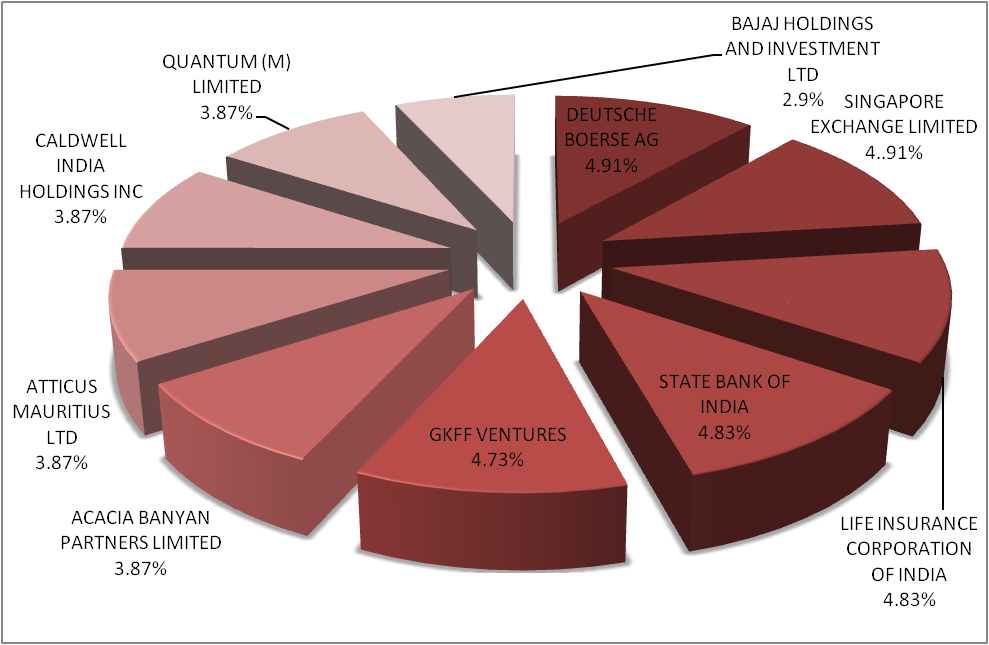 BAJAJ HOLDINGS
AND INVESTMENT
LTD
2.9%
DEUTSCHE
BOERSE AG
4.91%
SINGAPORE
EXCHANGE LIMITED
4..91%
LIFE INSURANCE
CORPORATION
OF INDIA
4.83%
STATE BANK OF
INDIA
4.83%
GKFF VENTURES
4.73%
ACACIA BANYAN
PARTNERS LIMITED
3.87%
ATTICUS
MAURITIUS
LTD
3.87%
CALDWELL
INDIA
HOLDINGS INC
3.87%
QUANTUM (M)
LIMITED
3.87%